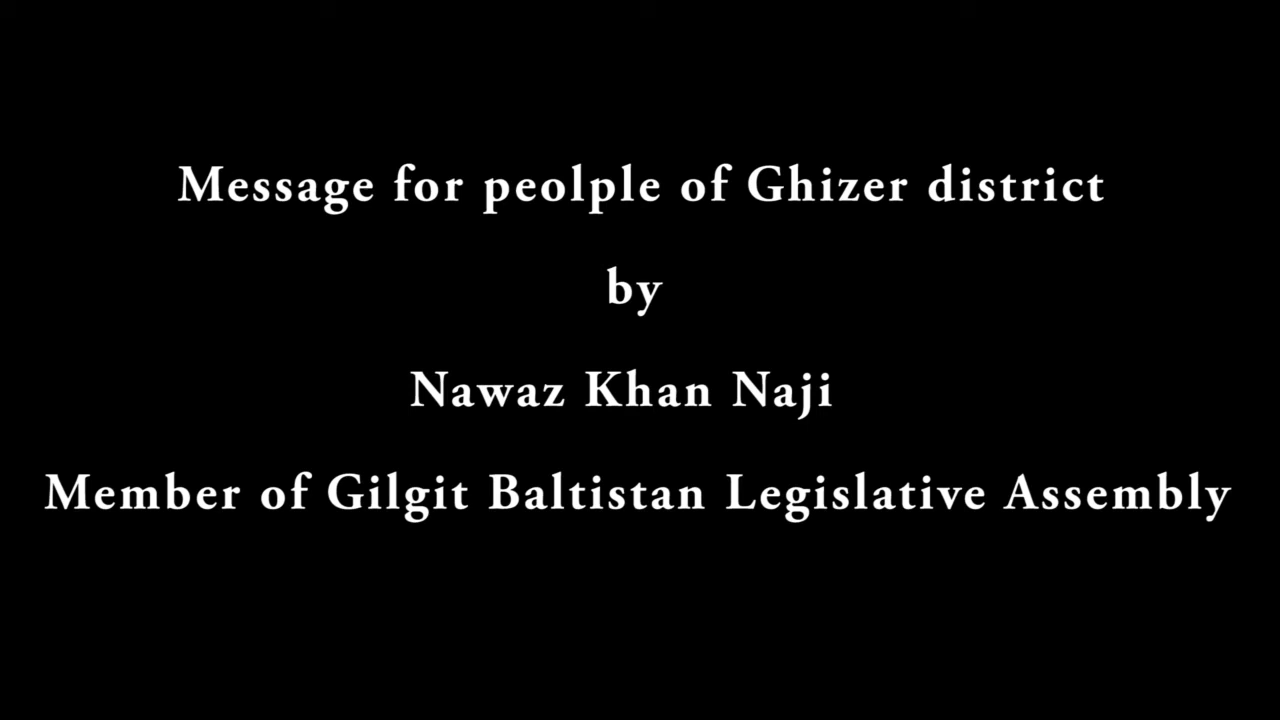 Message for peolple of Ghizer district
by
Nawaz Khan Naji
Member of Gilgit Baltistan Legislative Assembly